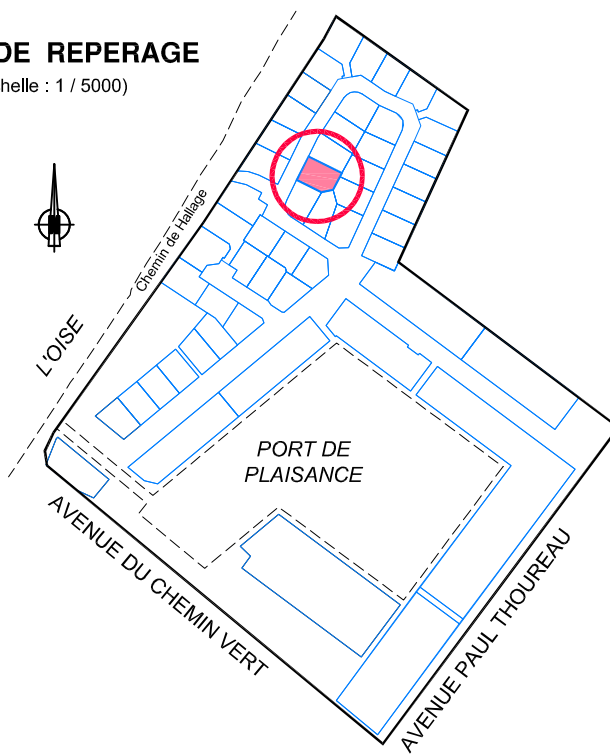 DE REPERAGE
helle : 1 / 5000)
Chemin de Hallage
L'OISE
PORT DE
PLAISANCE
AVENUE DU CHEMIN VERT
AVENUE PAUL THOUREAU